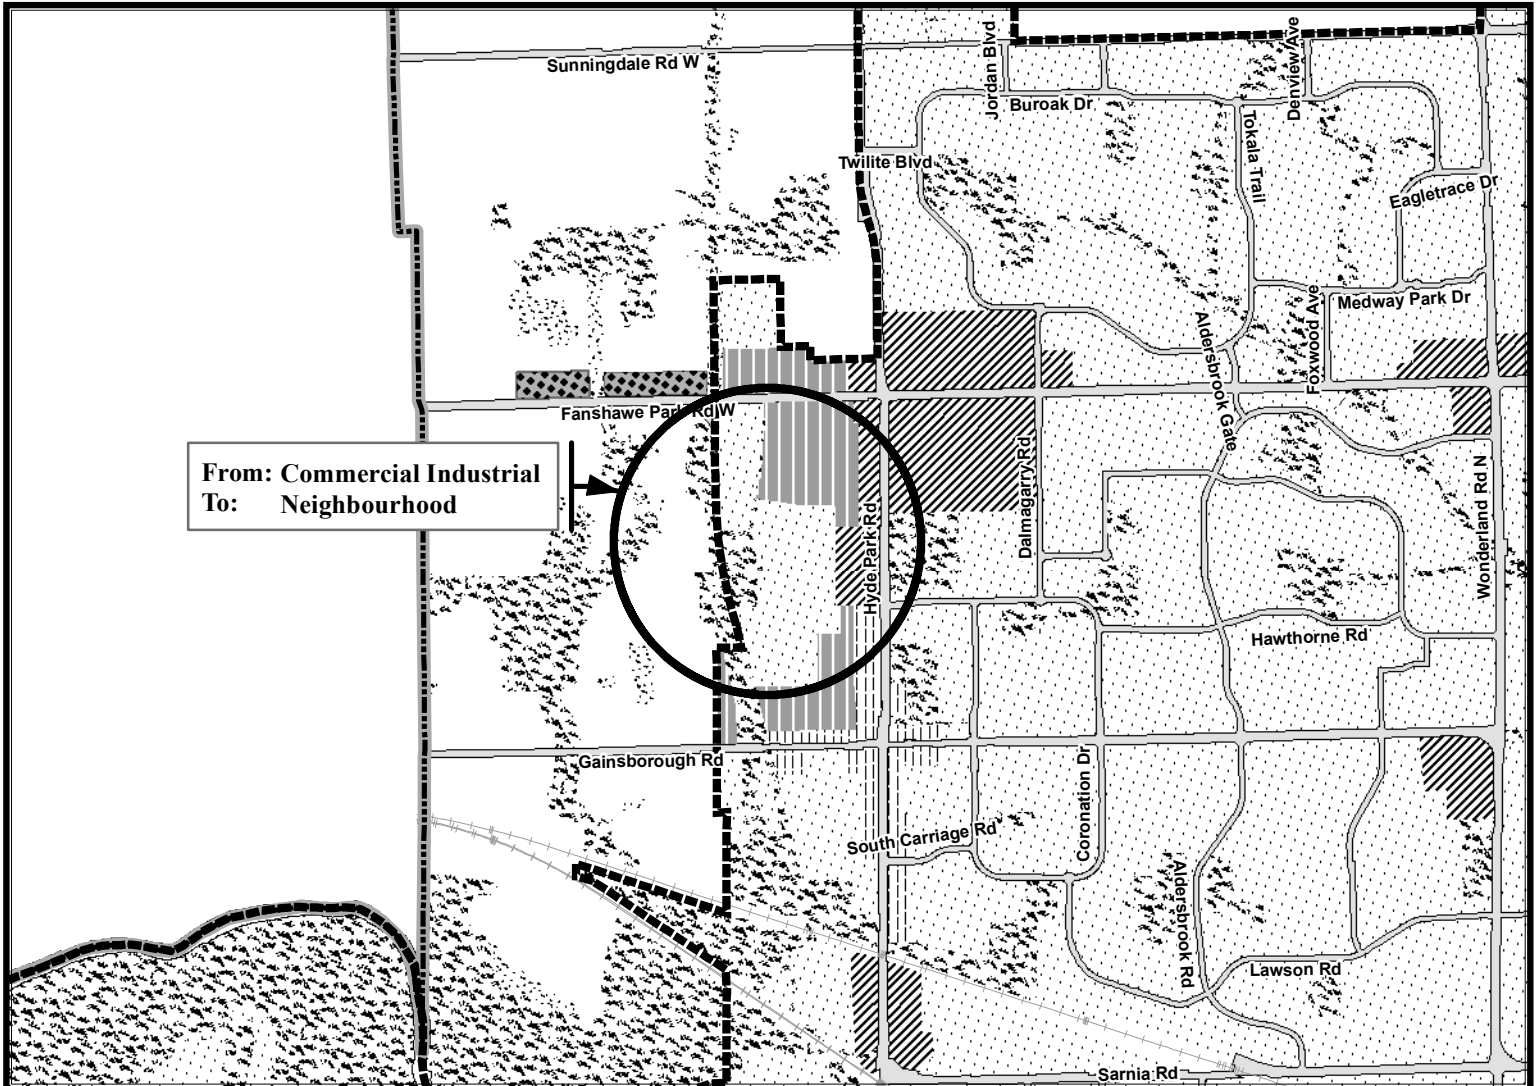 Sunningdale Rd W
Jordan Blvd
Denview Ave
Buroak Dr
Tokala Trail
Twilite Blvd
Eagletrace Dr
Medway Park Dr
Foxwood Ave
Aldersbrook Gate
Fanshawe Park Rd W
From: Commercial Industrial
To: Neighbourhood
Dalmagarry Rd
Hyde Park Rd
Wonderland Rd N
Hawthorne Rd
Gainsborough Rd
Coronation Dr
South Carriage Rd
Aldersbrook Rd
Lawson Rd
Sarnia Rd